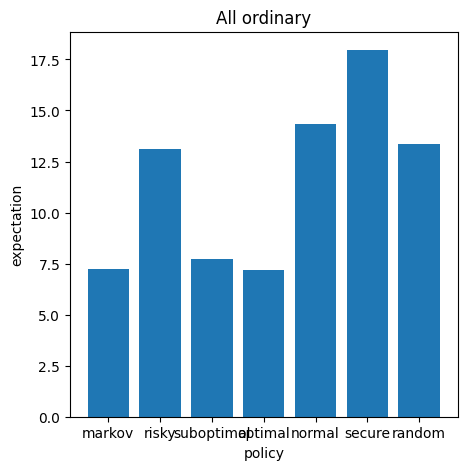 All ordinary
expectation
17.5
15.0
12.5
10.0
7.5
5.0
2.5
0.0
markov risky suboptimal optimal normal secure random
policy